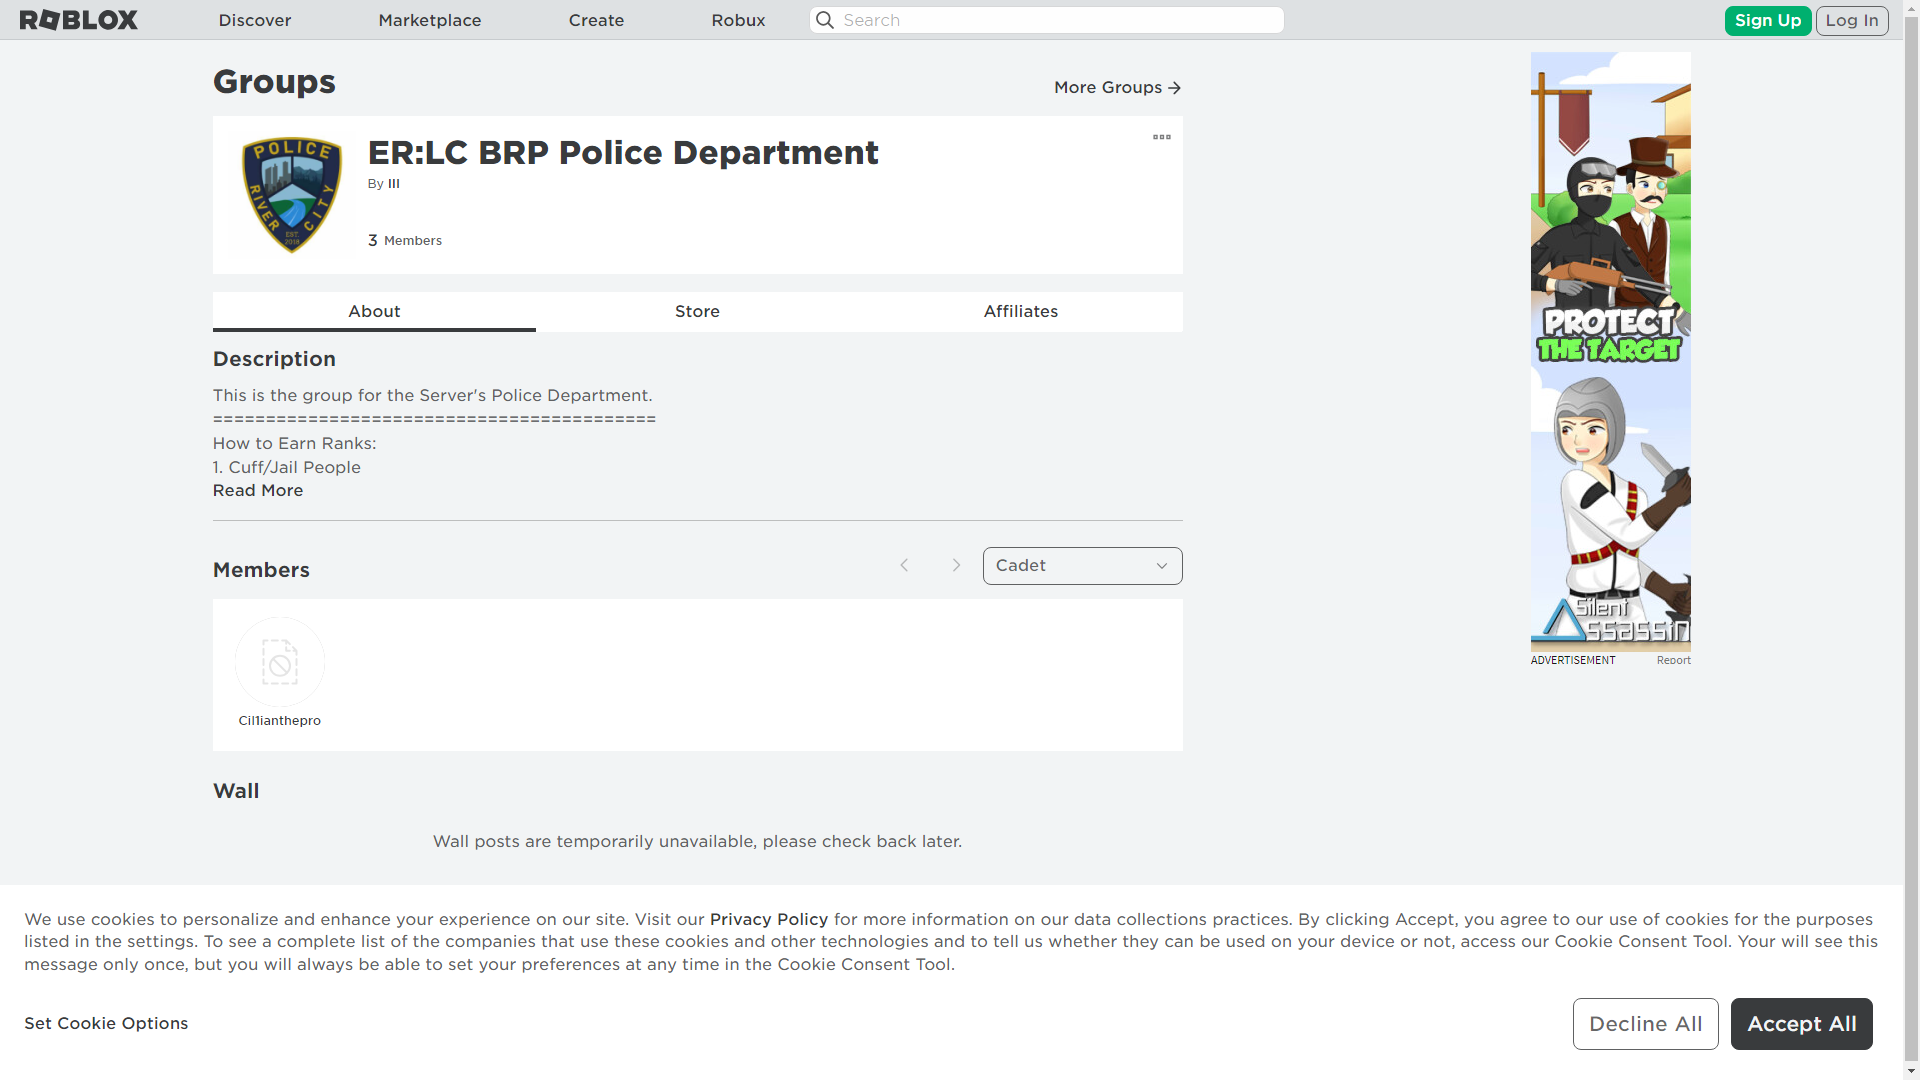 ROBLOX
Discover
Marketplace
Create
Robux
Search
Sign Up
Log In
Groups
More Groups
POLICE
RIVER CITY
EST.
2018
ER:LC BRP Police Department
By III
3 Members
About
Store
Affiliates
Description
This is the group for the Server's Police Department.
==========================================
How to Earn Ranks:
1. Cuff/Jail People
Read More
Members
Cadet
Cil1ianthepro
Wall
Wall posts are temporarily unavailable, please check back later.
PROTECT
THE TARGET
Silent
Assassin
ADVERTISEMENT
Report
We use cookies to personalize and enhance your experience on our site. Visit our Privacy Policy for more information on our data collections practices. By clicking Accept, you agree to our use of cookies for the purposes
listed in the settings. To see a complete list of the companies that use these cookies and other technologies and to tell us whether they can be used on your device or not, access our Cookie Consent Tool. Your will see this
message only once, but you will always be able to set your preferences at any time in the Cookie Consent Tool.
Set Cookie Options
Decline All
Accept All